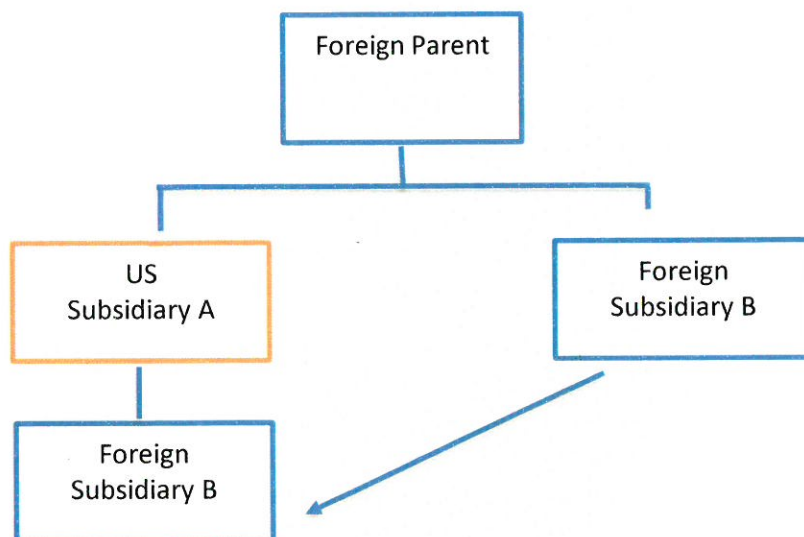 Foreign Parent
US
Subsidiary A
Foreign
Subsidiary B
Foreign
Subsidiary B